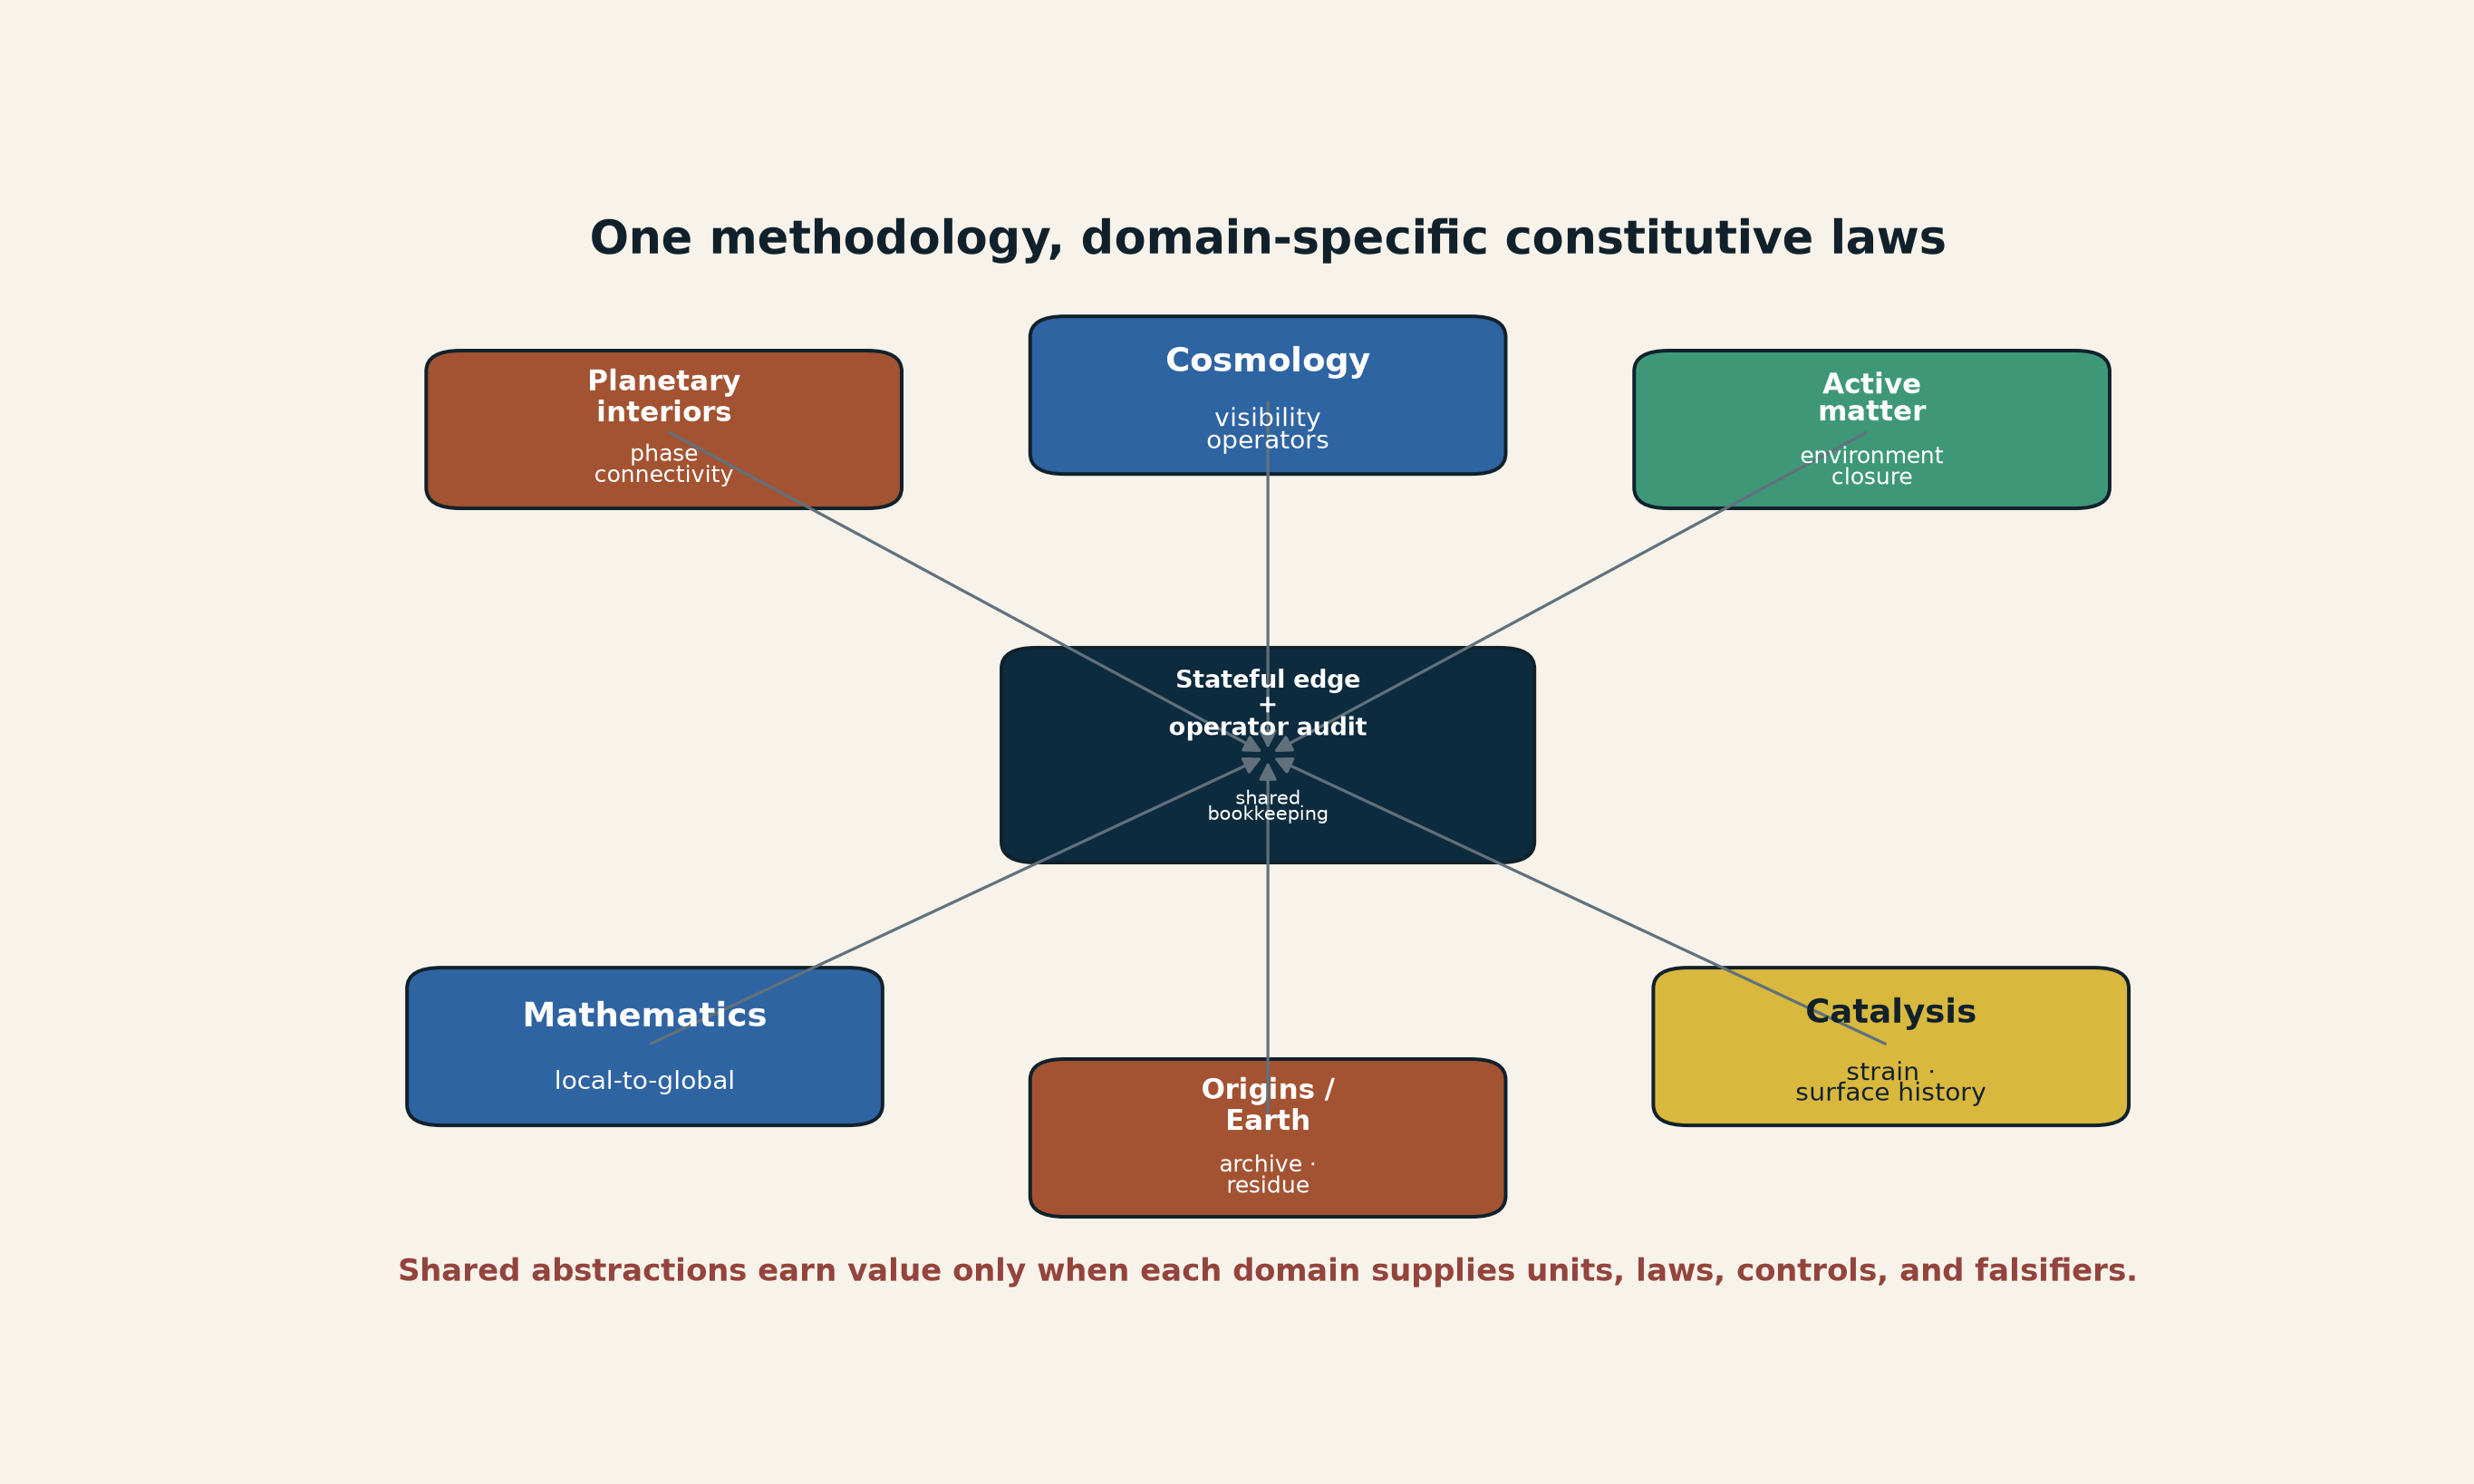 One methodology, domain-specific constitutive laws
Planetary
interiors
phase
connectivity
Cosmology
visibility
operators
Active
matter
environment
closure
Stateful edge
+
operator audit
shared
bookkeeping
Mathematics
local-to-global
Origins /
Earth
archive ·
residue
Catalysis
strain ·
surface history
Shared abstractions earn value only when each domain supplies units, laws, controls, and falsifiers.